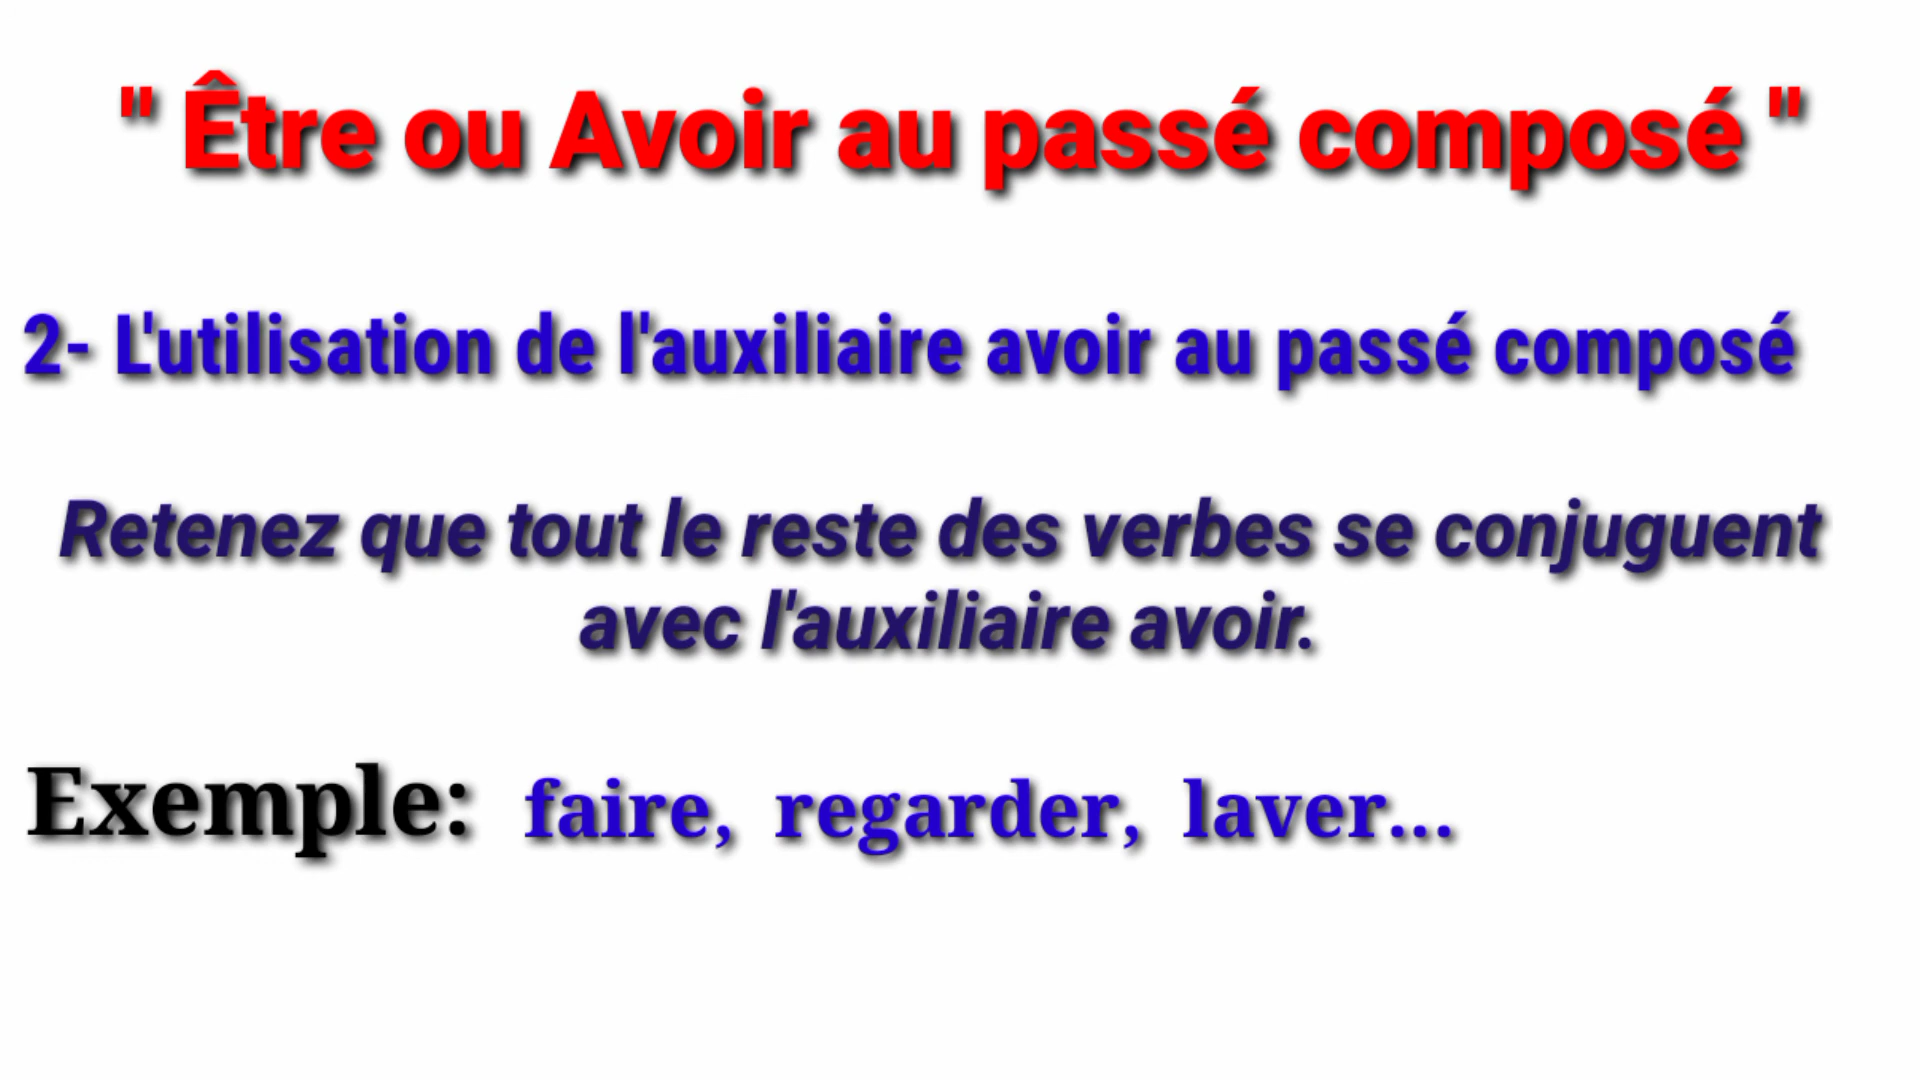 " Être ou Avoir au passé composé "
2- L'utilisation de l'auxiliaire avoir au passé composé
Retenez que tout le reste des verbes se conjuguent
avec l'auxiliaire avoir.
Exemple: faire, regarder, laver...